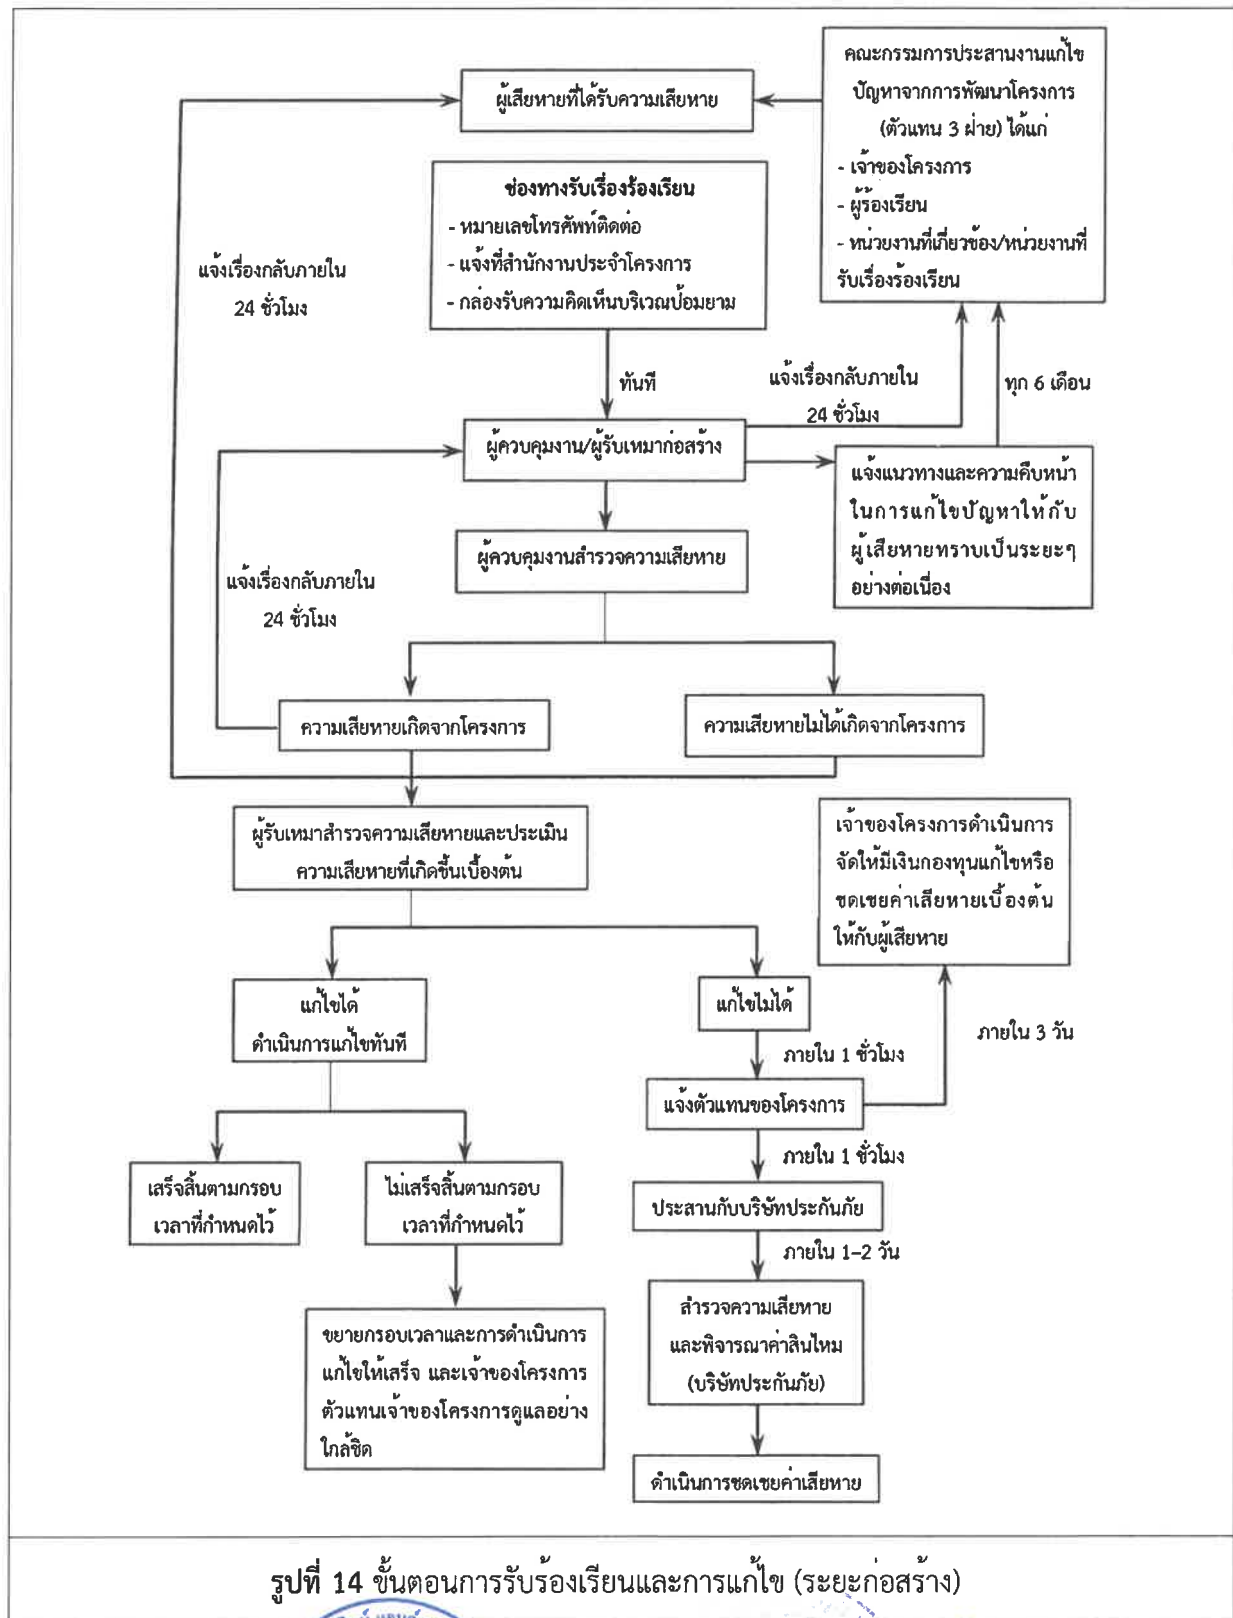 ผู้เสียหายที่ได้รับความเสียหาย
คณะกรรมการประสานงานแก้ไข
ปัญหาจากการพัฒนาโครงการ
(ตัวแทน 3 ฝ่าย) ได้แก่
- เจ้าของโครงการ
- ผู้ร้องเรียน
- หน่วยงานที่เกี่ยวข้อง/หน่วยงานที่
รับเรื่องร้องเรียน
ช่องทางรับเรื่องร้องเรียน
- หมายเลขโทรศัพท์ติดต่อ
- แจ้งที่สำนักงานประจำโครงการ
- กล่องรับความคิดเห็นบริเวณป้อมยาม
แจ้งเรื่องกลับภายใน
24 ชั่วโมง
ทันที
แจ้งเรื่องกลับภายใน
24 ชั่วโมง
ทุก 6 เดือน
ผู้ควบคุมงาน/ผู้รับเหมาก่อสร้าง
แจ้งแนวทางและความคืบหน้า
ในการแก้ไขปัญหาให้กับ
ผู้เสียหายทราบเป็นระยะๆ
อย่างต่อเนื่อง
ผู้ควบคุมงานสำรวจความเสียหาย
แจ้งเรื่องกลับภายใน
24 ชั่วโมง
ความเสียหายเกิดจากโครงการ
ความเสียหายไม่ได้เกิดจากโครงการ
ผู้รับเหมาสำรวจความเสียหายและประเมิน
ความเสียหายที่เกิดขึ้นเบื้องต้น
เจ้าของโครงการดำเนินการ
จัดให้มีเงินกองทุนแก้ไขหรือ
ชดเชยค่าเสียหายเบื้องต้น
ให้กับผู้เสียหาย
แก้ไขได้
ดำเนินการแก้ไขทันที
แก้ไขไม่ได้
ภายใน 3 วัน
ภายใน 1 ชั่วโมง
แจ้งตัวแทนของโครงการ
ภายใน 1 ชั่วโมง
เสร็จสิ้นตามกรอบ
เวลาที่กำหนดไว้
ไม่เสร็จสิ้นตามกรอบ
เวลาที่กำหนดไว้
ประสานกับบริษัทประกันภัย
ภายใน 1-2 วัน
ขยายกรอบเวลาและการดำเนินการ
แก้ไขให้เสร็จ และเจ้าของโครงการ
ตัวแทนเจ้าของโครงการดูแลอย่าง
ใกล้ชิด
สำรวจความเสียหาย
และพิจารณาค่าสินไหม
(บริษัทประกันภัย)
ดำเนินการชดเชยค่าเสียหาย
รูปที่ 14 ขั้นตอนการรับร้องเรียนและการแก้ไข (ระยะก่อสร้าง)